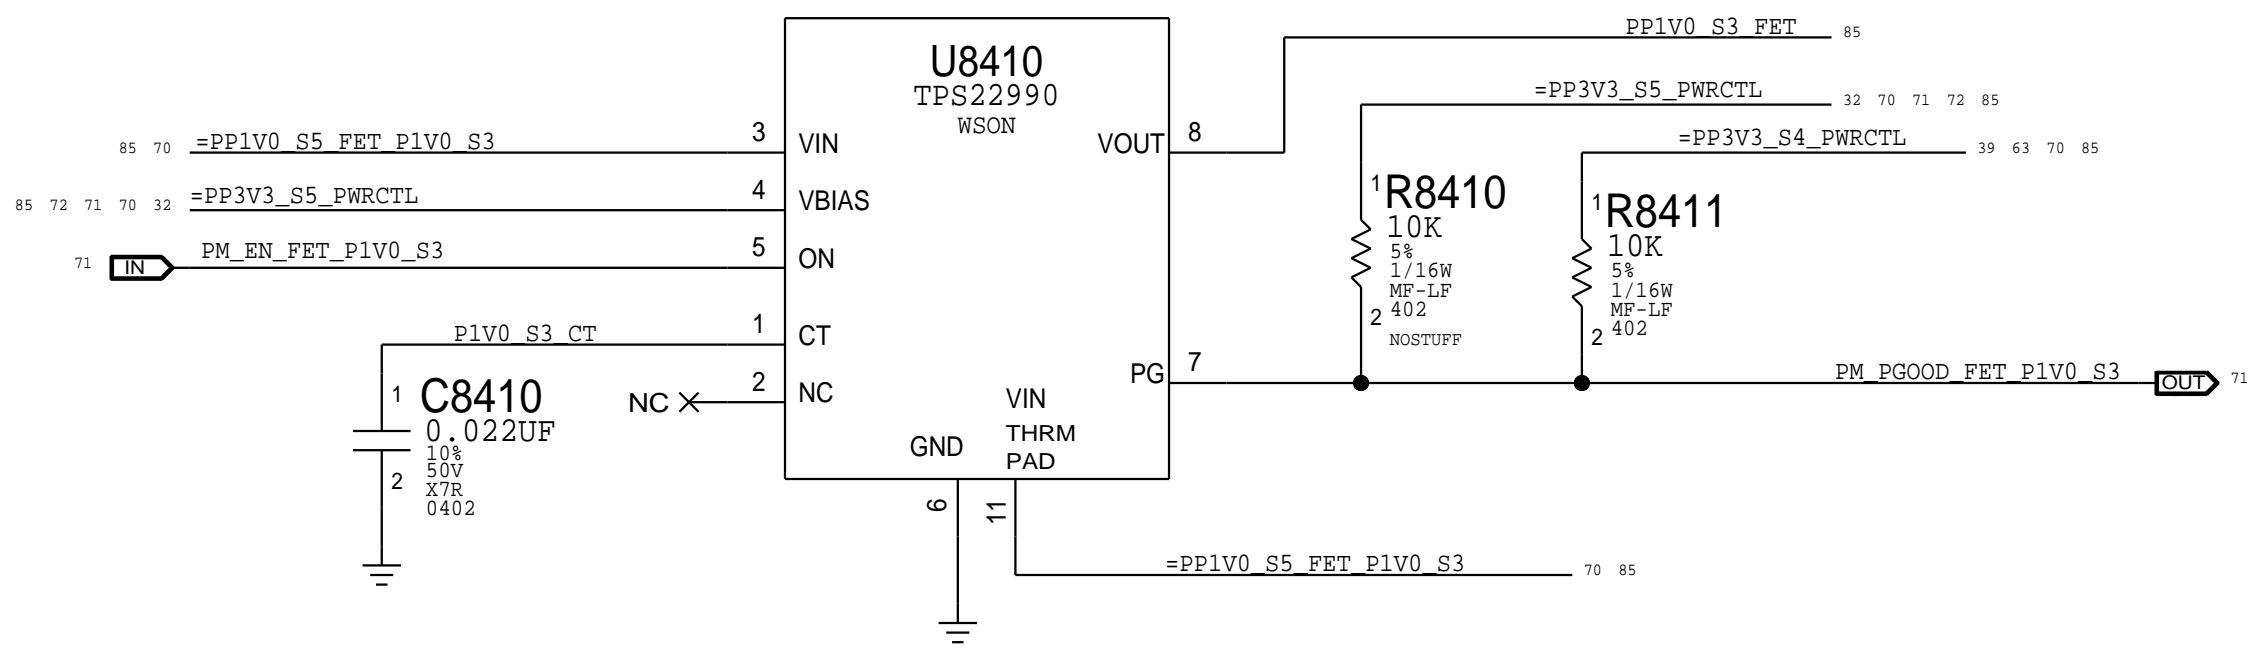 U8410
TPS22990
WSON
85 70 =PP1V0_S5_FET_P1V0_S3
3
VIN
85 72 71 70 32 =PP3V3_S5_PWRCTL
4
VBIAS
71 IN PM_EN_FET_P1V0_S3
5
ON
P1V0_S3_CT
1
CT
NC
2
NC
1
C8410
0.022UF
10%
50V
2
X7R
0402
VOUT
8
PP1V0_S3_FET 85
=PP3V3_S5_PWRCTL 32 70 71 72 85
=PP3V3_S4_PWRCTL 39 63 70 85
1
R8410
10K
5%
1/16W
MF-LF
402
2
NOSTUFF
1
R8411
10K
5%
1/16W
MF-LF
402
2
PG
7
PM_PGOOD_FET_P1V0_S3 OUT 71
GND
VIN
THRM
PAD
6
11
=PP1V0_S5_FET_P1V0_S3 70 85